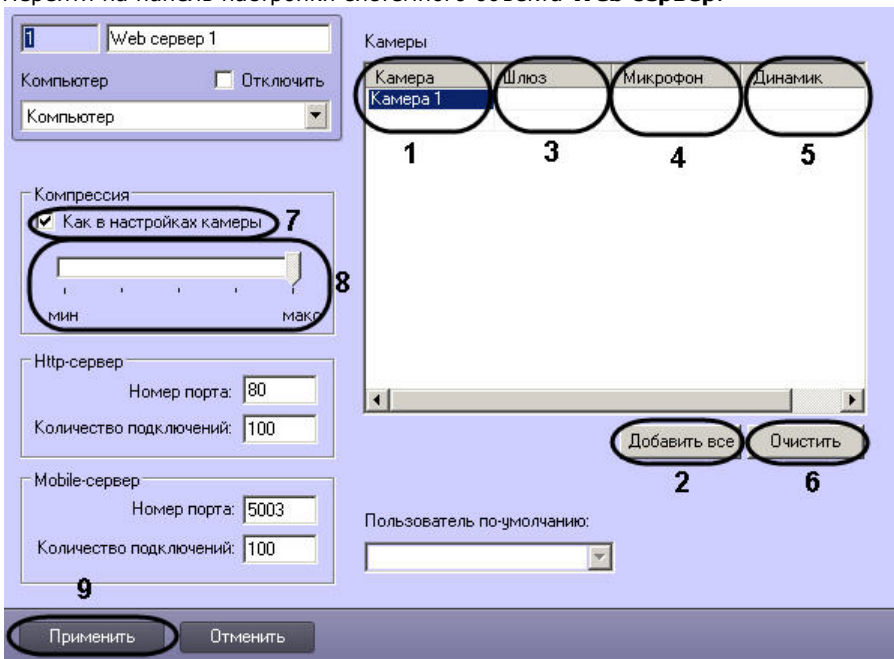 Перейти на панель настройки системного объекта Web-сервер.
1 Web сервер 1
Компьютер Отключить
Компьютер
Камеры
Камера Шлюз Микрофон Динамик
Камера 1
1 3 4 5
Компрессия
Как в настройках камеры 7
8
мин макс
Http-сервер
Номер порта: 80
Количество подключений: 100
Добавить все Очистить
2 6
Mobile-сервер
Номер порта: 5003
Количество подключений: 100
Пользователь по-умолчанию:
9
Применить Отменить